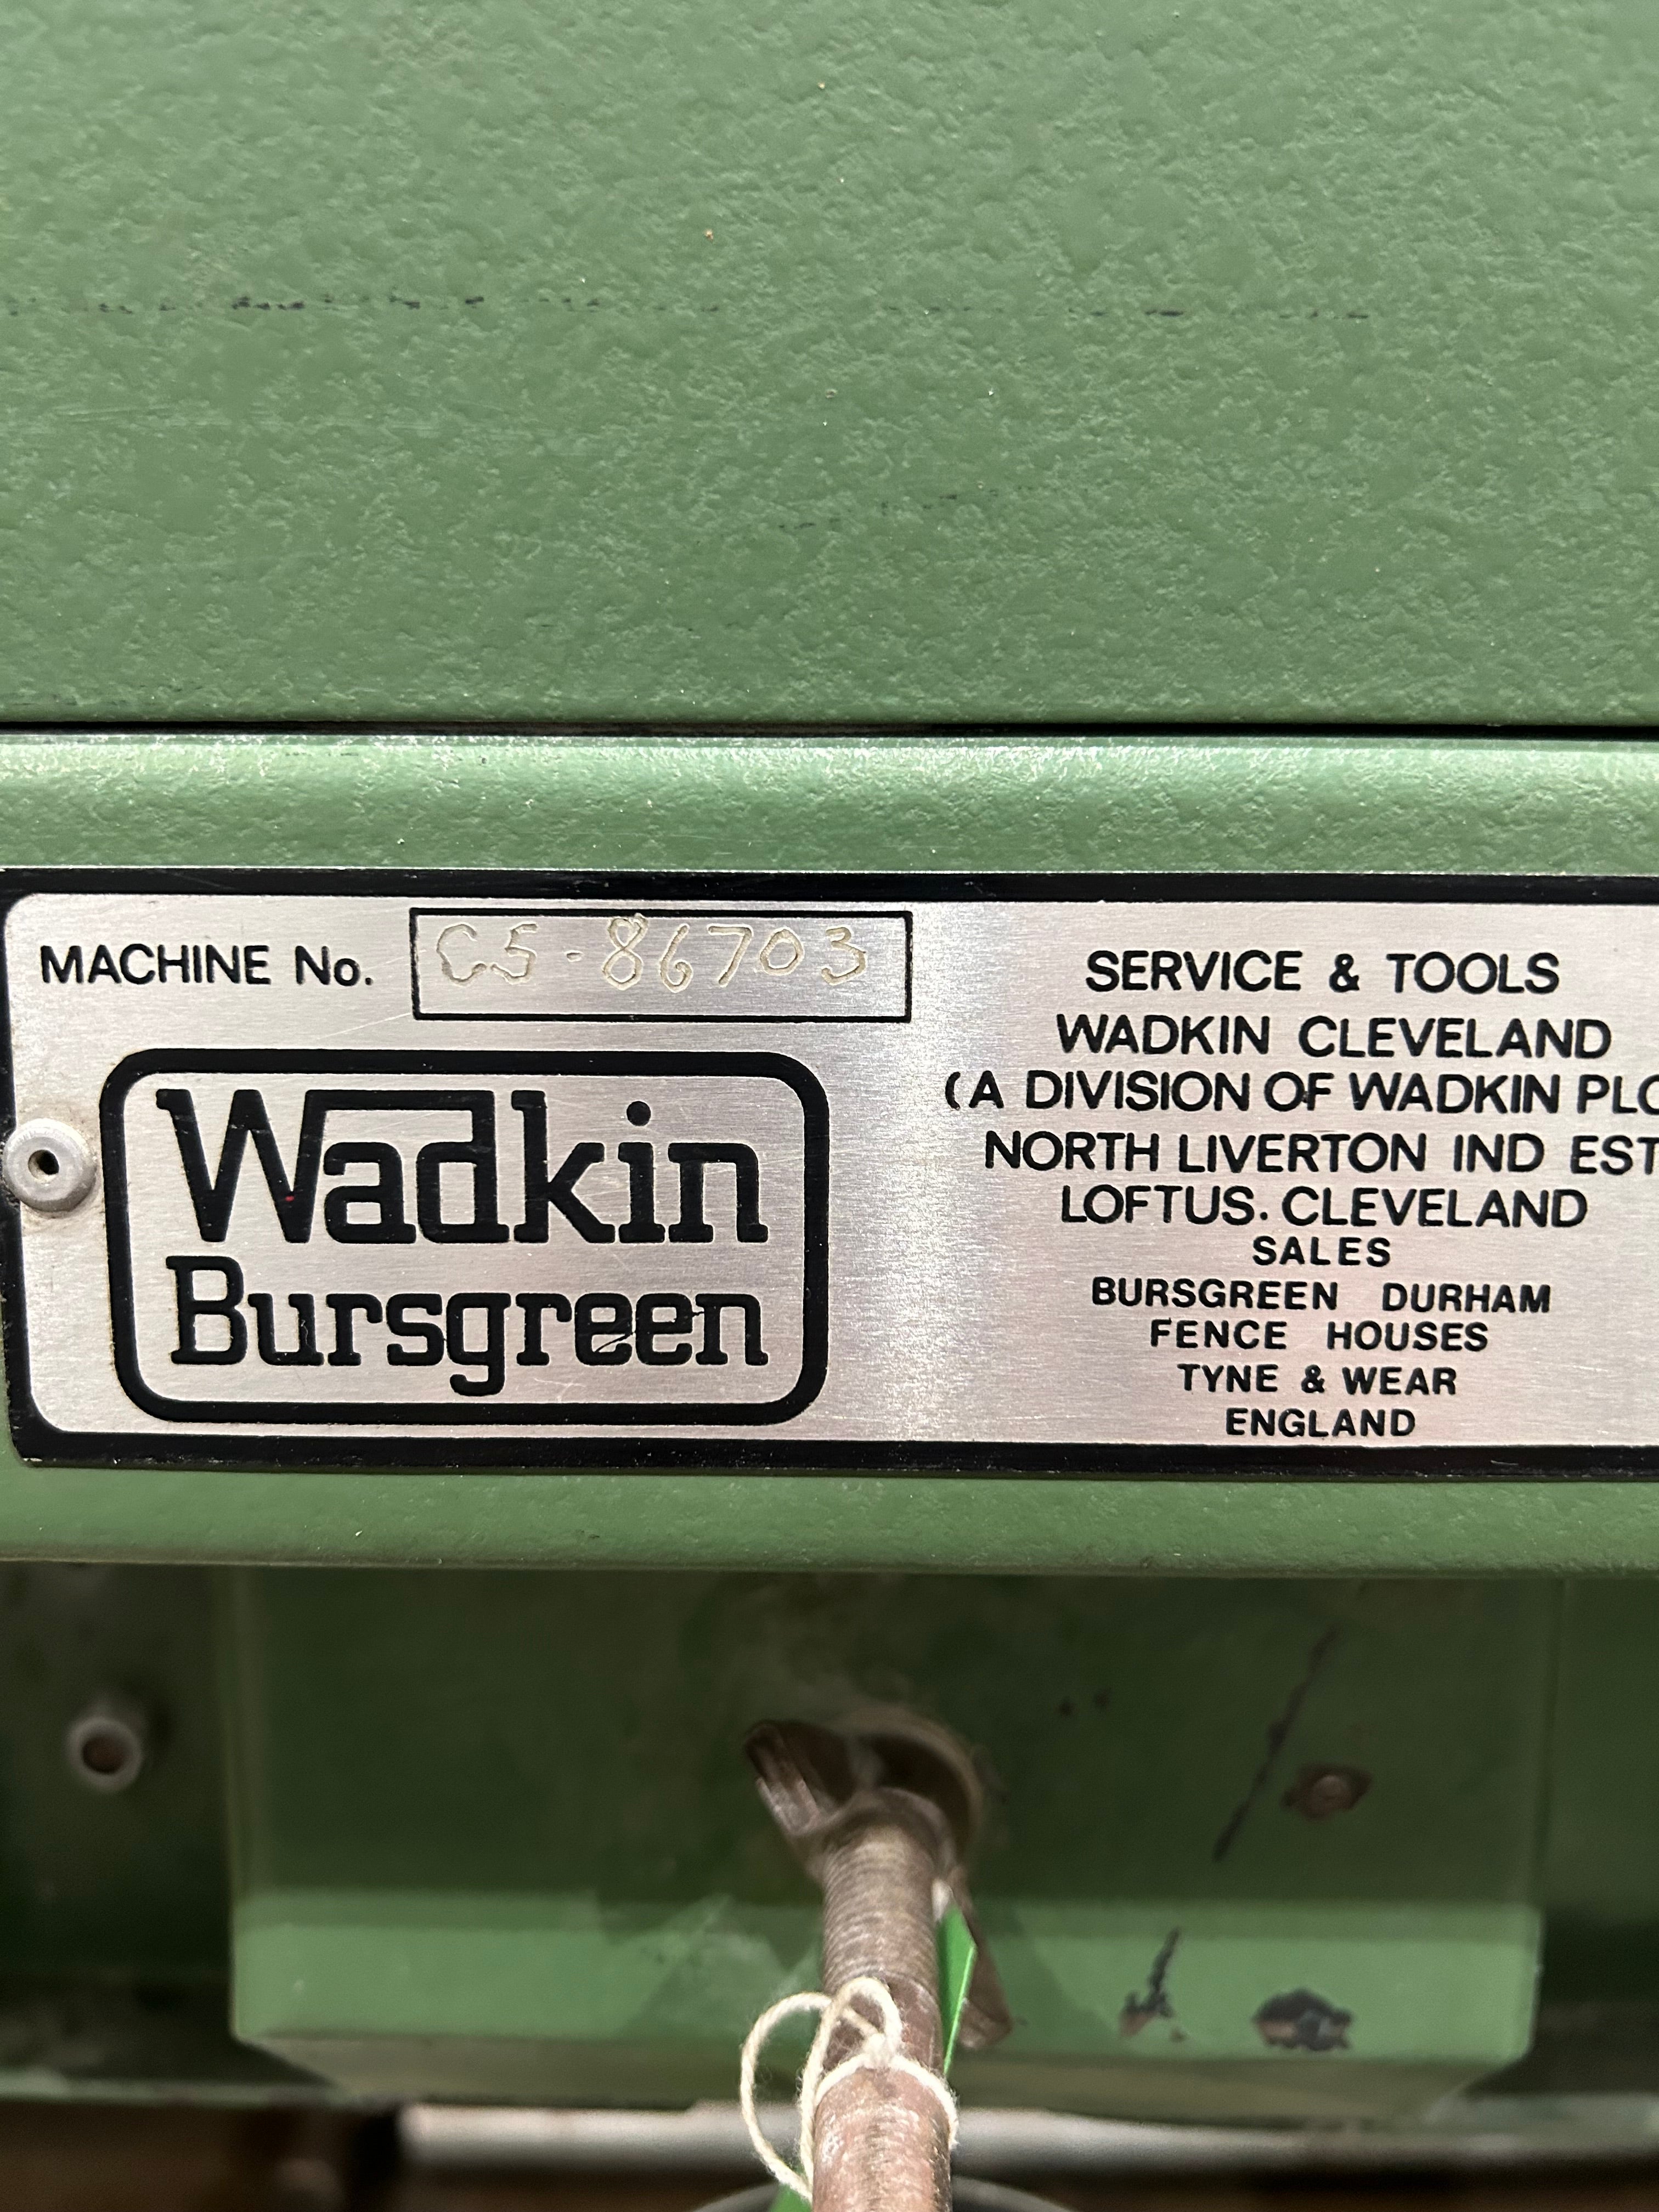 MACHINE No. C5-86703
Wadkin
Bursgreen
SERVICE & TOOLS
WADKIN CLEVELAND
(A DIVISION OF WADKIN PLC
NORTH LIVERTON IND EST
LOFTUS. CLEVELAND
SALES
BURSGREEN DURHAM
FENCE HOUSES
TYNE & WEAR
ENGLAND